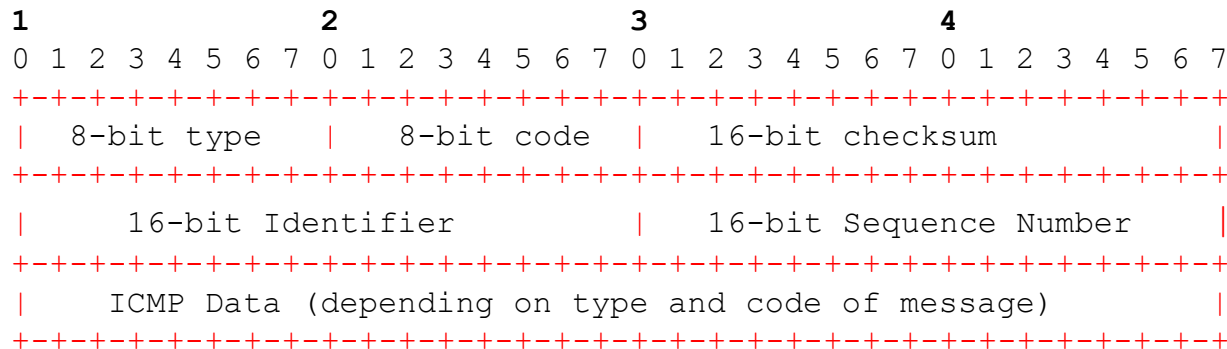 1 2 3 4
0 1 2 3 4 5 6 7 0 1 2 3 4 5 6 7 0 1 2 3 4 5 6 7 0 1 2 3 4 5 6 7
+-+-+-+-+-+-+-+-+-+-+-+-+-+-+-+-+-+-+-+-+-+-+-+-+-+-+-+-+-+-+-+-+
| 8-bit type | 8-bit code | 16-bit checksum |
+-+-+-+-+-+-+-+-+-+-+-+-+-+-+-+-+-+-+-+-+-+-+-+-+-+-+-+-+-+-+-+-+
| 16-bit Identifier | 16-bit Sequence Number |
+-+-+-+-+-+-+-+-+-+-+-+-+-+-+-+-+-+-+-+-+-+-+-+-+-+-+-+-+-+-+-+-+
| ICMP Data (depending on type and code of message) |
+-+-+-+-+-+-+-+-+-+-+-+-+-+-+-+-+-+-+-+-+-+-+-+-+-+-+-+-+-+-+-+-+